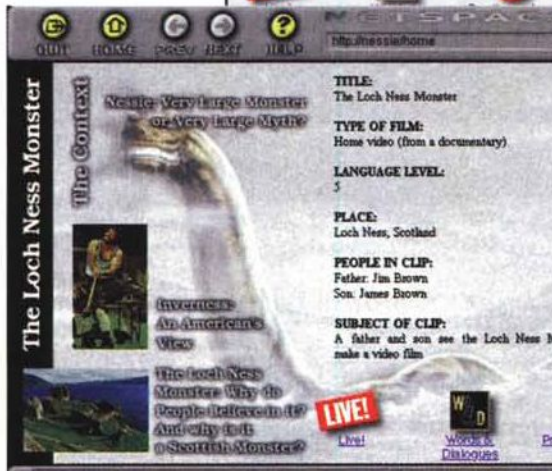 QUIT HOME PREV NEXT HELP
NETSPAC
http://nessie/home
The Loch Ness Monster
The Context
Nessie: Very Large Monster
or Very Large Myth?
Inverness:
An American's
View
The Loch Ness
Monster: Why do
People Believe in it?
And why is it
a Scottish Monster?
TITLE:
The Loch Ness Monster
TYPE OF FILM:
Home video (from a documentary)
LANGUAGE LEVEL:
5
PLACE:
Loch Ness, Scotland
PEOPLE IN CLIP:
Father: Jim Brown
Son: James Brown
SUBJECT OF CLIP:
A father and son see the Loch Ness M
make a video film
LIVE!
Live!
Words &
Dialogues